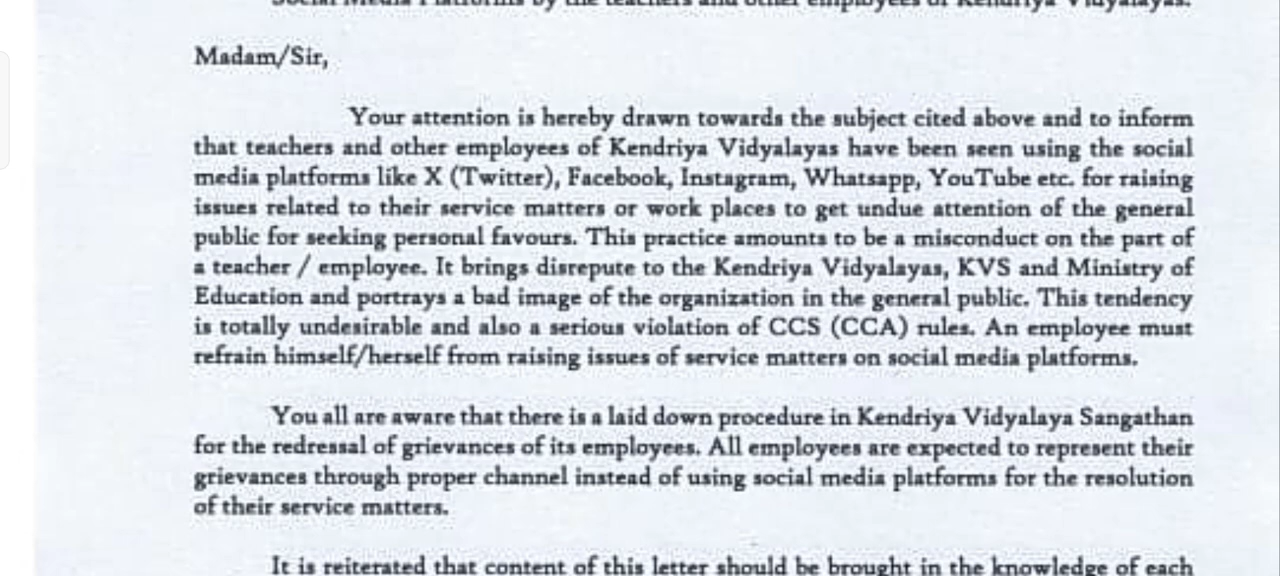 Social Media Platforms by the teachers and other employees of Kendriya Vidyalayas.
Madam/Sir,
Your attention is hereby drawn towards the subject cited above and to inform
that teachers and other employees of Kendriya Vidyalayas have been seen using the social
media platforms like X (Twitter), Facebook, Instagram, Whatsapp, YouTube etc. for raising
issues related to their service matters or work places to get undue attention of the general
public for seeking personal favours. This practice amounts to be a misconduct on the part of
a teacher / employee. It brings disrepute to the Kendriya Vidyalayas, KVS and Ministry of
Education and portrays a bad image of the organization in the general public. This tendency
is totally undesirable and also a serious violation of CCS (CCA) rules. An employee must
refrain himself/herself from raising issues of service matters on social media platforms.
You all are aware that there is a laid down procedure in Kendriya Vidyalaya Sangathan
for the redressal of grievances of its employees. All employees are expected to represent their
grievances through proper channel instead of using social media platforms for the resolution
of their service matters.
It is reiterated that content of this letter should be brought in the knowledge of each